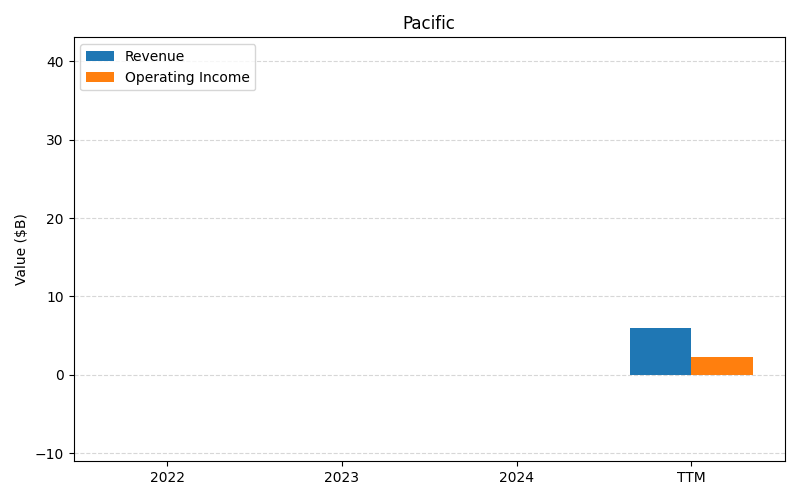 Pacific
Revenue
Operating Income
Value ($B)
40
30
20
10
0
−10
2022 2023 2024 TTM